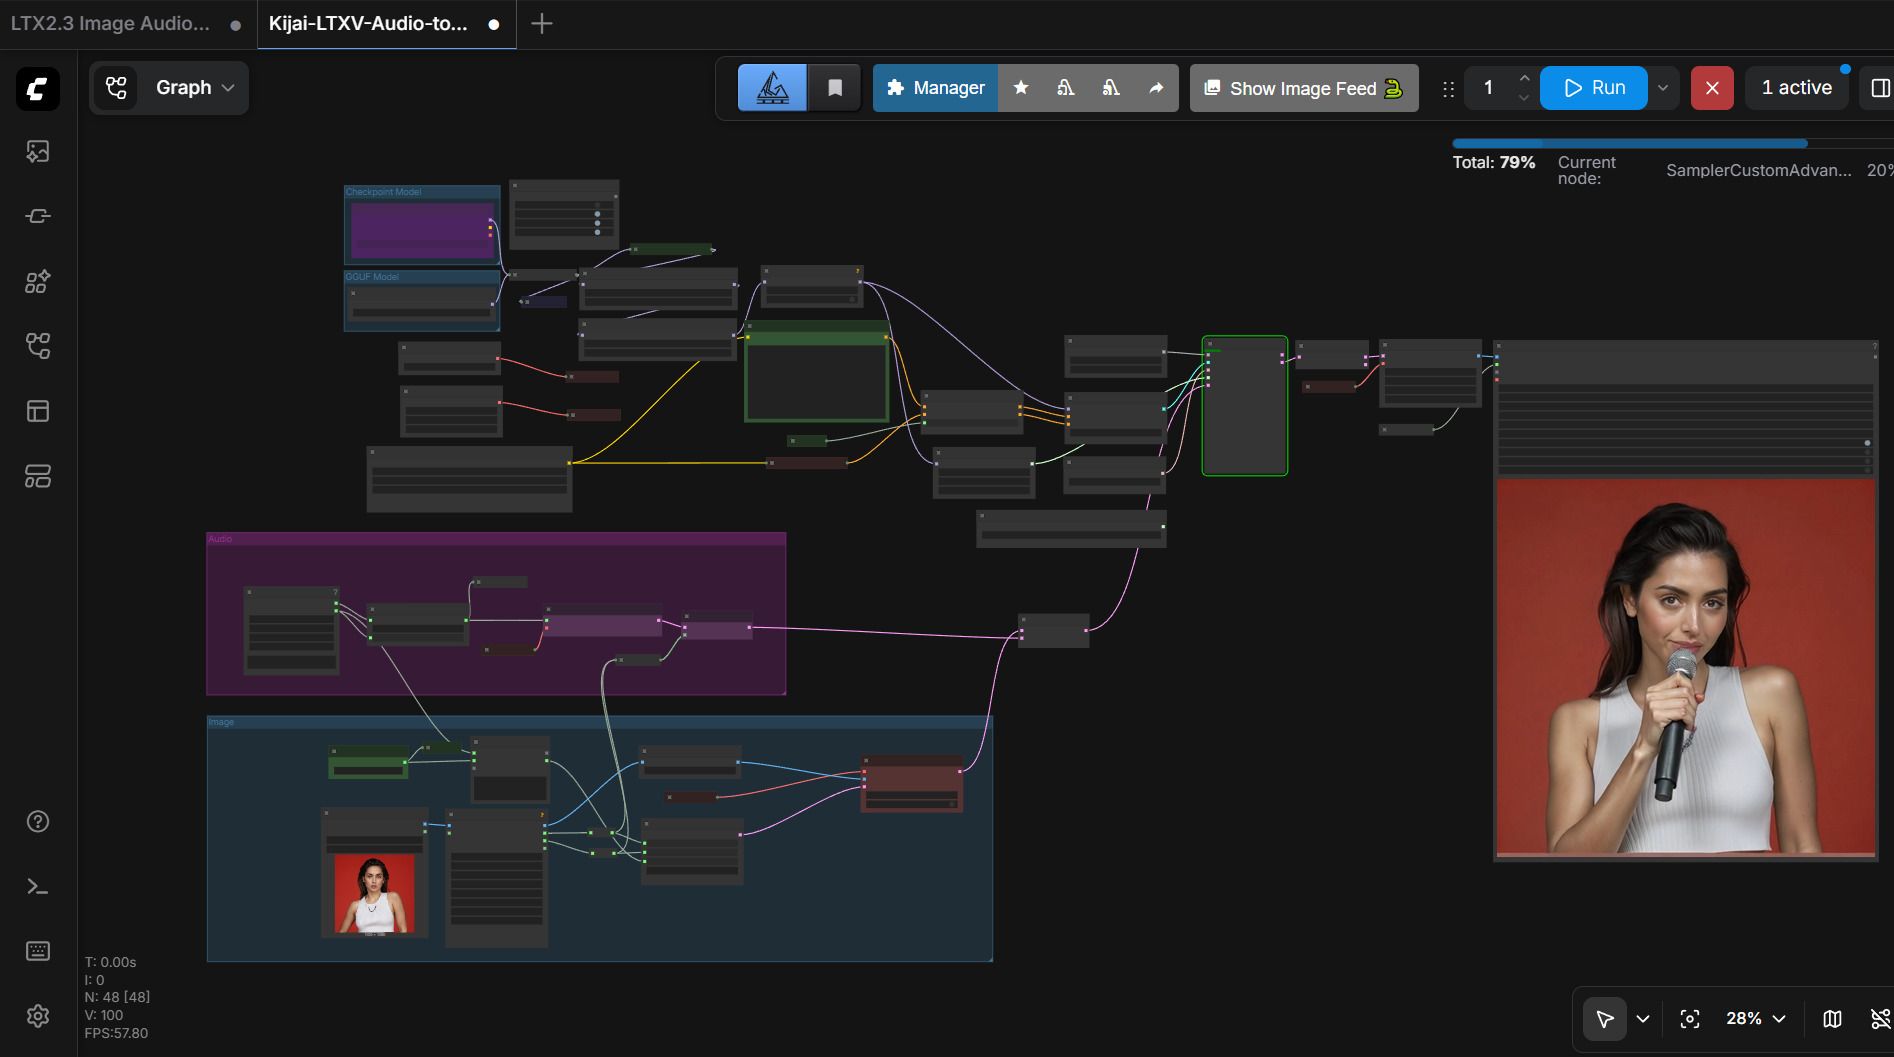 LTX2.3 Image Audio...
Kijai-LTXV-Audio-to...
Graph
Manager
Show Image Feed
1
Run
1 active
Total: 79%
Current node:
SamplerCustomAdvan...
20%
Checkpoint Model
GGUF Model
Audio
Image
T: 0.00s
I: 0
N: 48 [48]
V: 100
FPS:57.80
28%